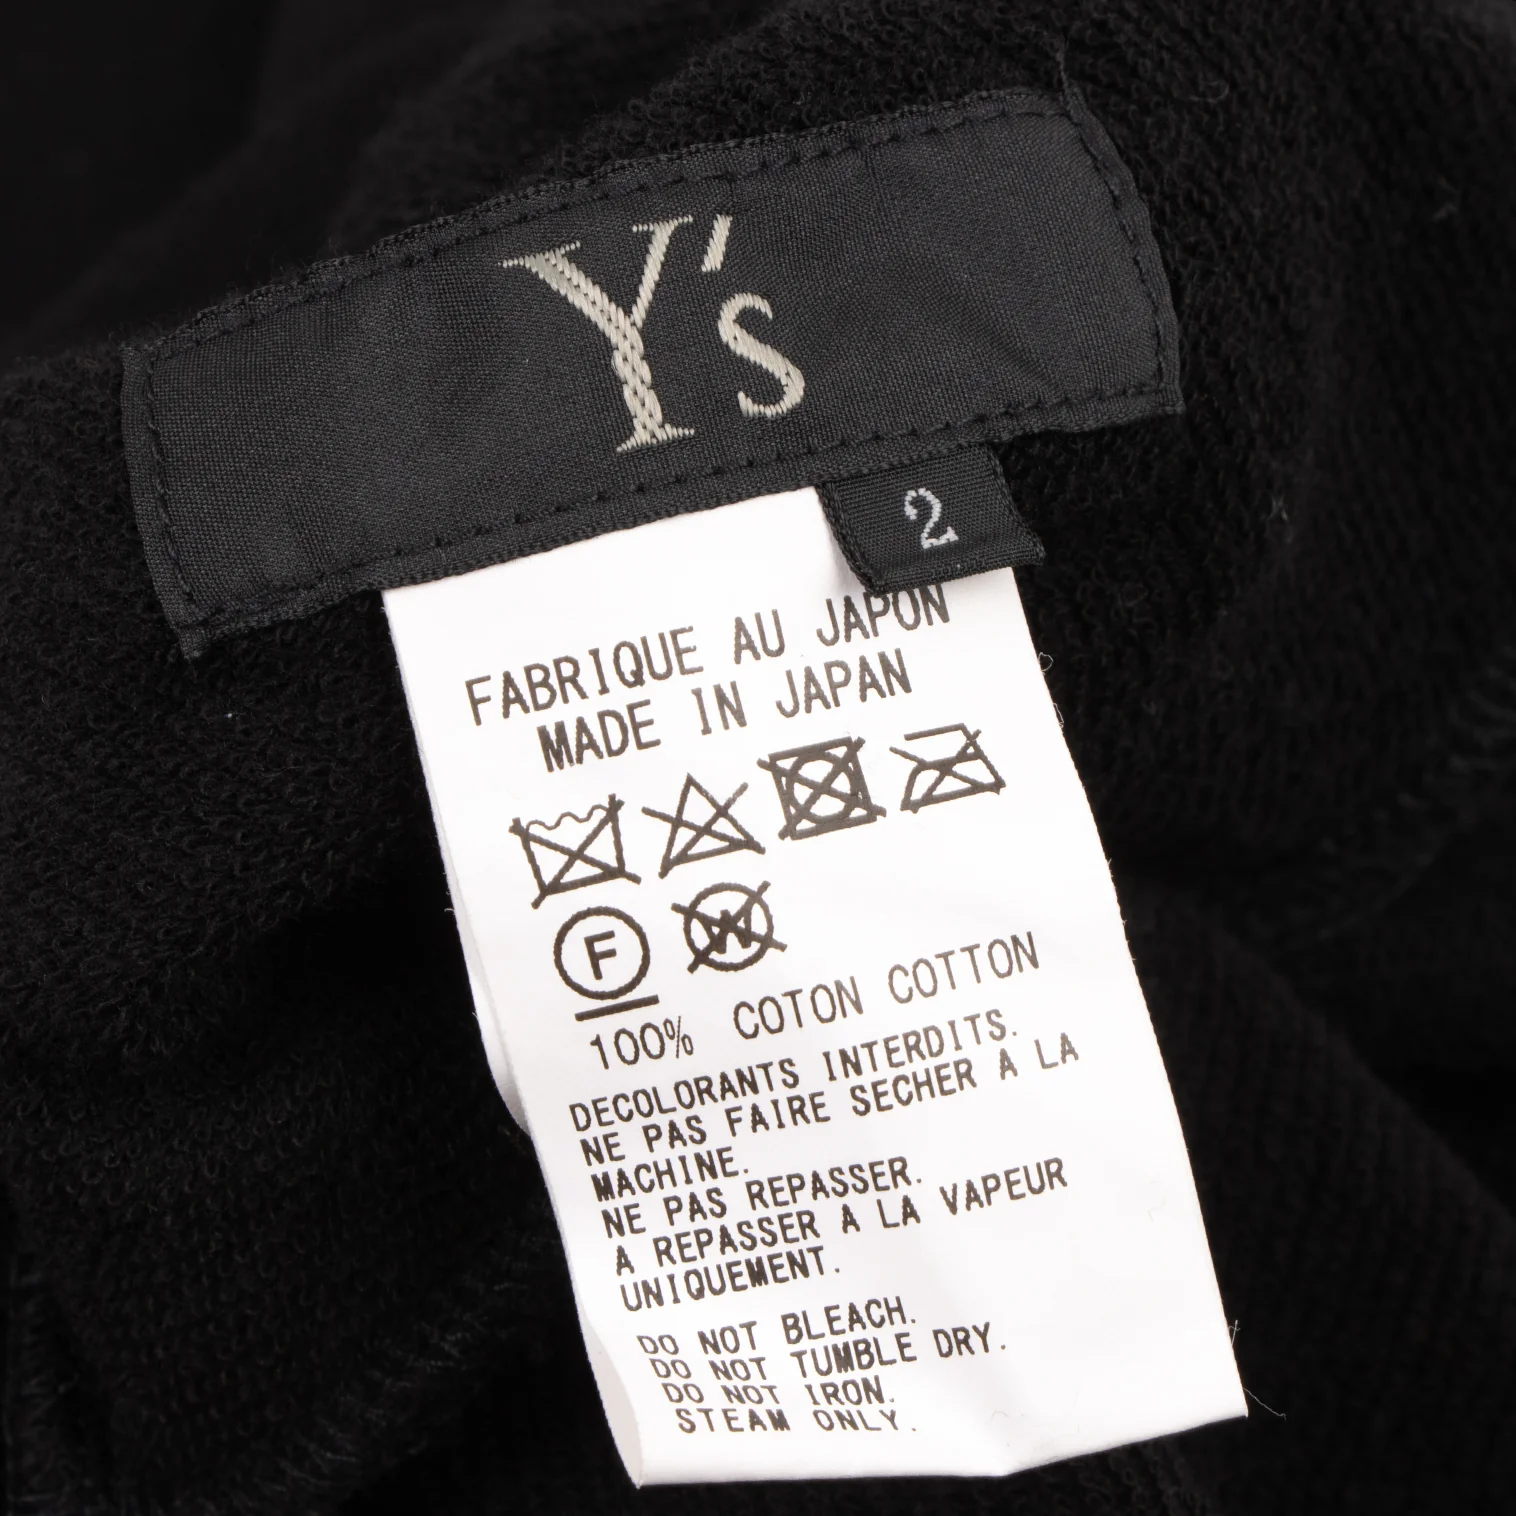 Y's
2
FABRIQUE AU JAPON
MADE IN JAPAN
F
W
100% COTON COTTON
DECOLORANTS INTERDITS.
NE PAS FAIRE SECHER A LA
MACHINE.
NE PAS REPASSER.
A REPASSER A LA VAPEUR
UNIQUEMENT.
DO NOT BLEACH.
DO NOT TUMBLE DRY.
DO NOT IRON.
STEAM ONLY.